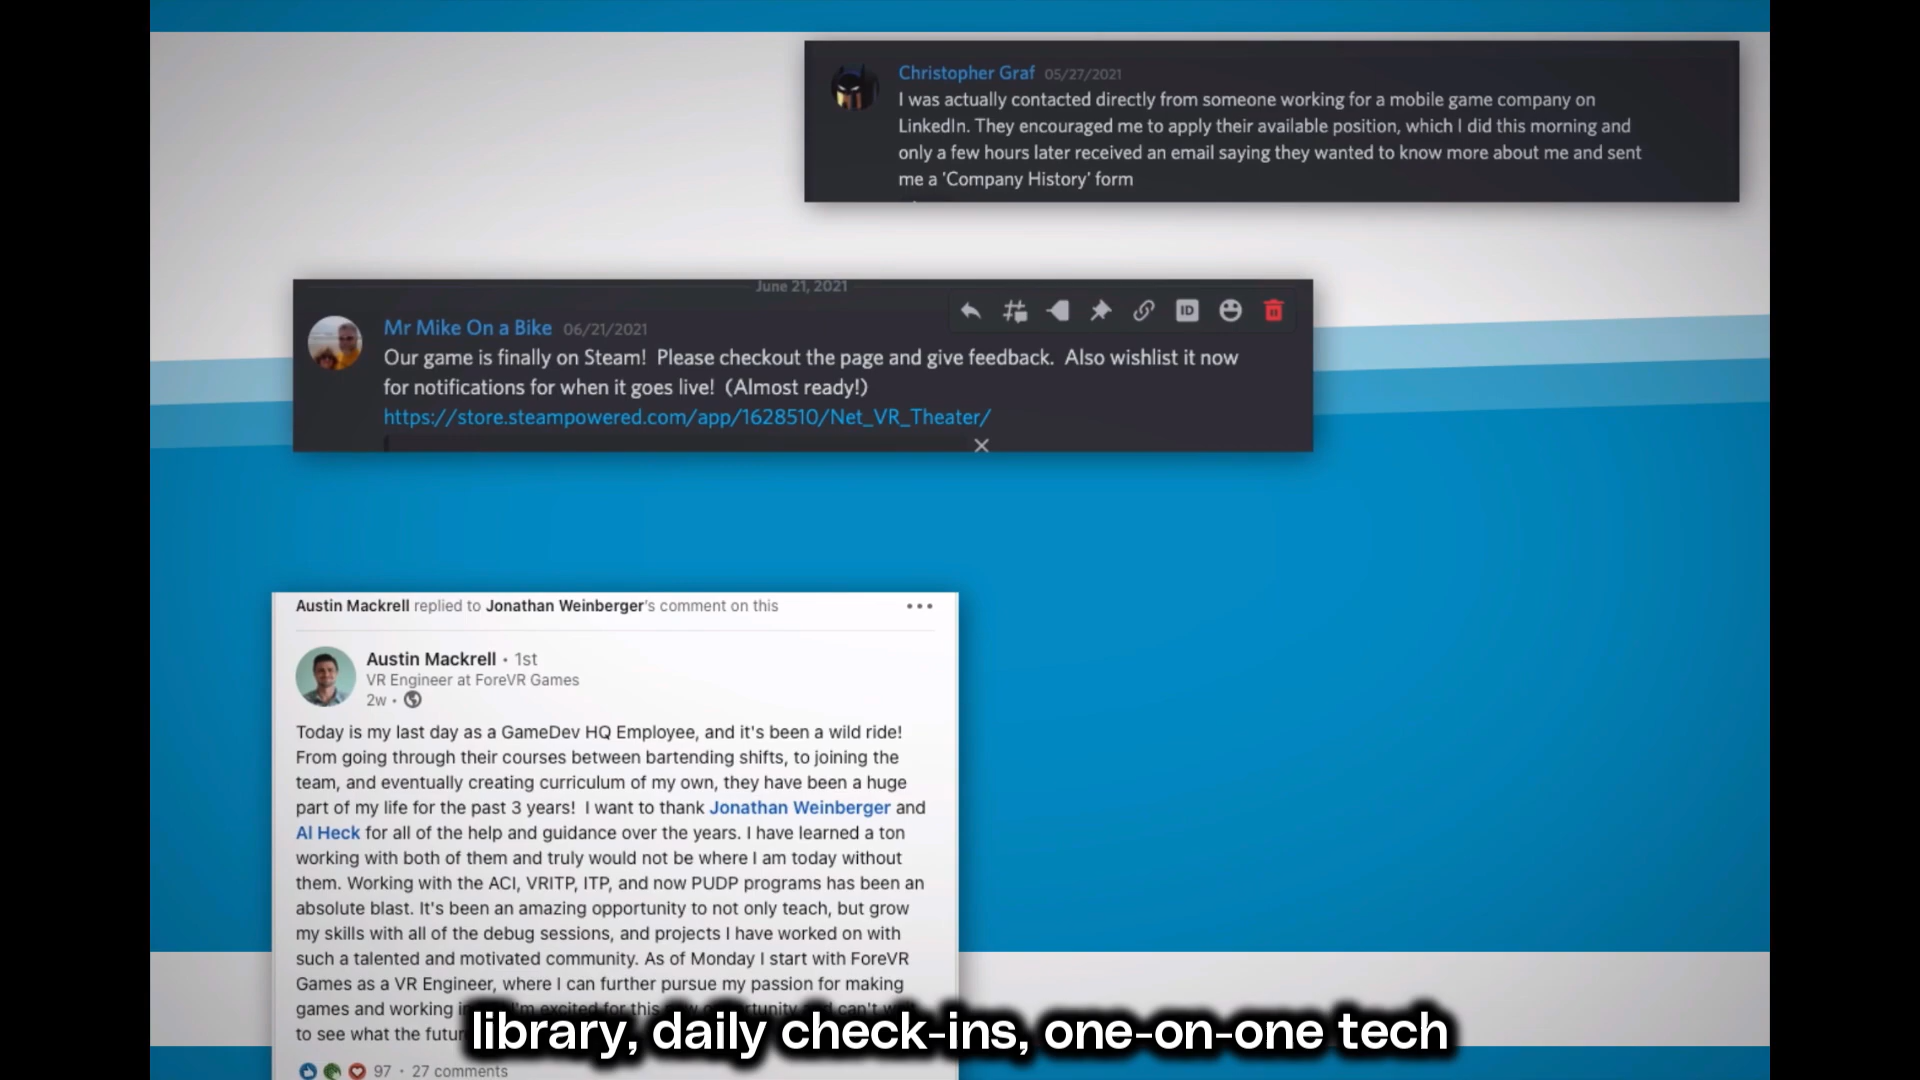 Christopher Graf 05/27/2021
I was actually contacted directly from someone working for a mobile game company on
LinkedIn. They encouraged me to apply their available position, which I did this morning and
only a few hours later received an email saying they wanted to know more about me and sent
me a 'Company History' form
June 21, 2021
Mr Mike On a Bike 06/21/2021
ID
Our game is finally on Steam! Please checkout the page and give feedback. Also wishlist it now
for notifications for when it goes live! (Almost ready!)
https://store.steampowered.com/app/1628510/Net_VR_Theater/
Austin Mackrell replied to Jonathan Weinberger's comment on this
Austin Mackrell • 1st
VR Engineer at ForeVR Games
2w •
Today is my last day as a GameDev HQ Employee, and it's been a wild ride!
From going through their courses between bartending shifts, to joining the
team, and eventually creating curriculum of my own, they have been a huge
part of my life for the past 3 years! I want to thank Jonathan Weinberger and
Al Heck for all of the help and guidance over the years. I have learned a ton
working with both of them and truly would not be where I am today without
them. Working with the ACI, VRITP, ITP, and now PUDP programs has been an
absolute blast. It's been an amazing opportunity to not only teach, but grow
my skills with all of the debug sessions, and projects I have worked on with
such a talented and motivated community. As of Monday I start with ForeVR
Games as a VR Engineer, where I can further pursue my passion for making
games and working excited for this
to see what the
library, daily check-ins, one-on-one tech
97 • 27 comments